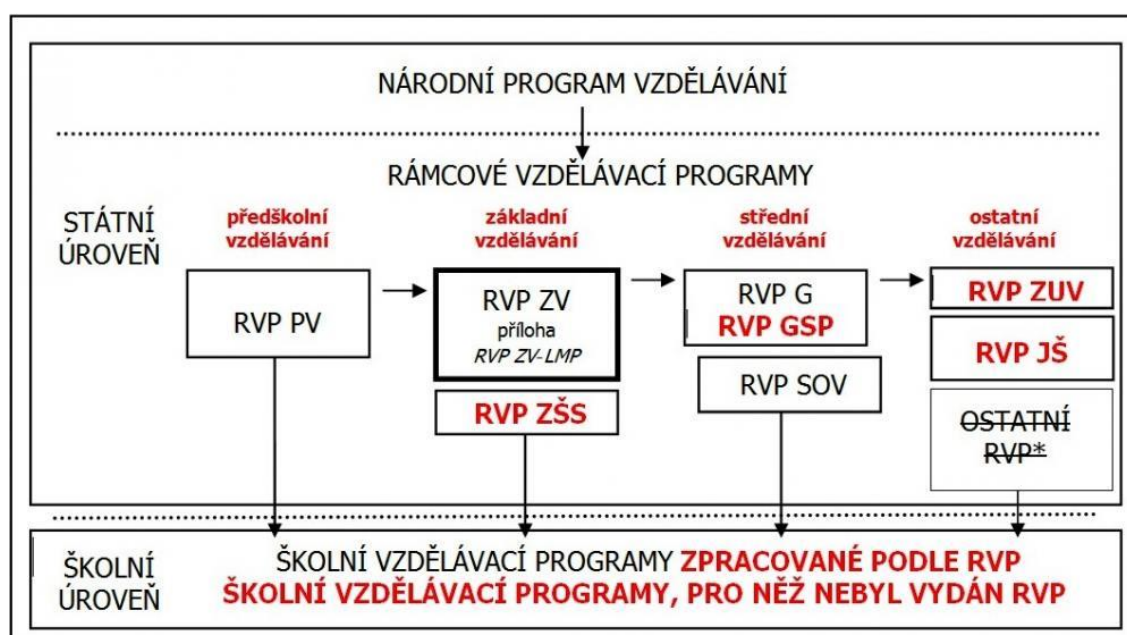 NÁRODNÍ PROGRAM VZDĚLÁVÁNÍ
RÁMCOVÉ VZDĚLÁVACÍ PROGRAMY
STÁTNÍ
ÚROVEŇ
předškolní
vzdělávání
základní
vzdělávání
střední
vzdělávání
ostatní
vzdělávání
RVP PV
RVP ZV
příloha
RVP ZV-LMP
RVP ZŠS
RVP G
RVP GSP
RVP SOV
RVP ZUV
RVP JŠ
OSTATNÍ
RVP*
ŠKOLNÍ
ÚROVEŇ
ŠKOLNÍ VZDĚLÁVACÍ PROGRAMY ZPRACOVANÉ PODLE RVP
ŠKOLNÍ VZDĚLÁVACÍ PROGRAMY, PRO NĚŽ NEBYL VYDÁN RVP